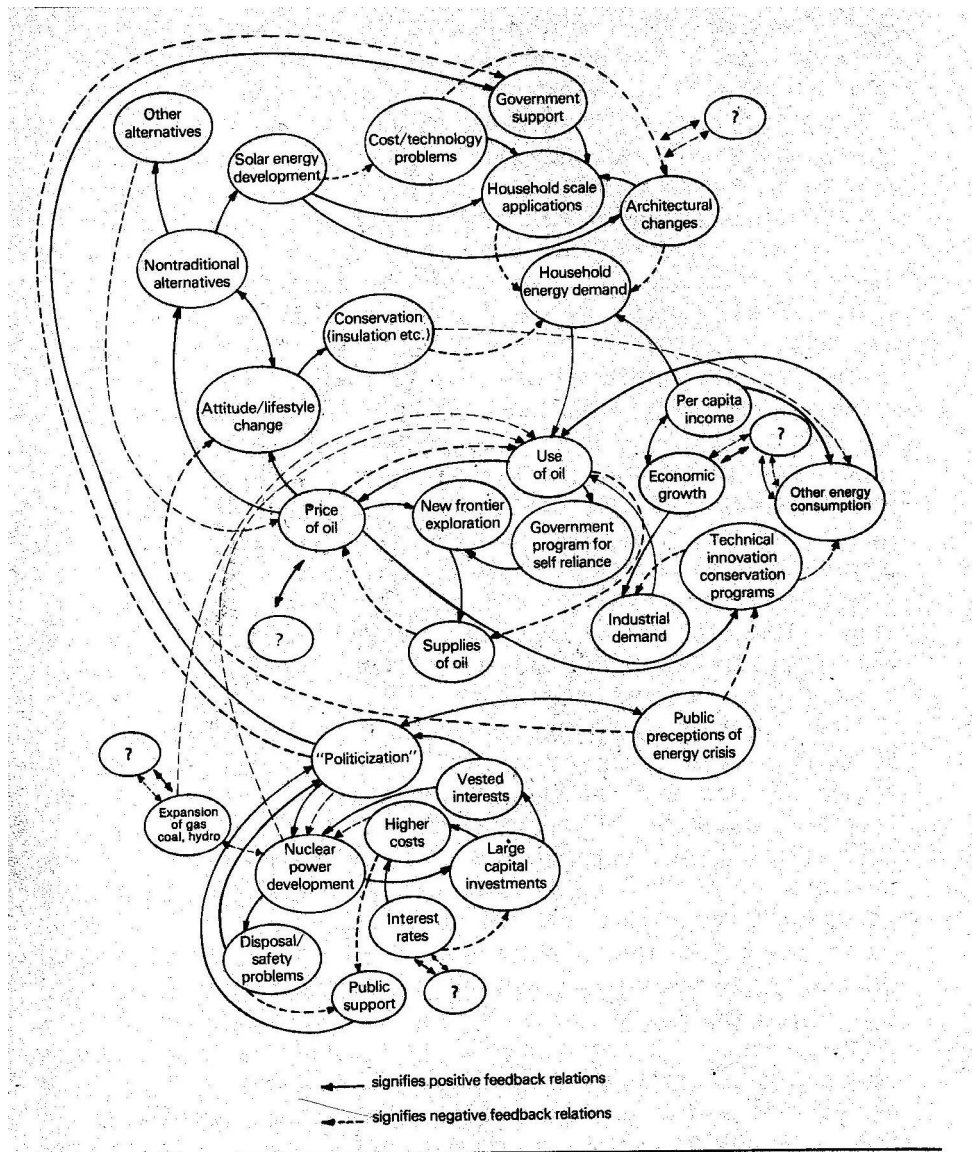 Government
support
Other
alternatives
?
Cost/technology
problems
Solar energy
development
Household scale
applications
Architectural
changes
Nontraditional
alternatives
Household
energy demand
Conservation
(insulation etc.)
Attitude/lifestyle
change
Per capita
income
?
Use
of oil
Economic
growth
Other energy
consumption
Price
of oil
New frontier
exploration
Government
program for
self reliance
Technical
innovation
conservation
programs
Industrial
demand
?
Supplies
of oil
Public
preceptions of
energy crisis
"Politicization"
?
Vested
interests
Expansion
of gas
coal, hydro
Higher
costs
Nuclear
power
development
Large
capital
investments
Interest
rates
Disposal/
safety
problems
Public
support
?
signifies positive feedback relations
signifies negative feedback relations